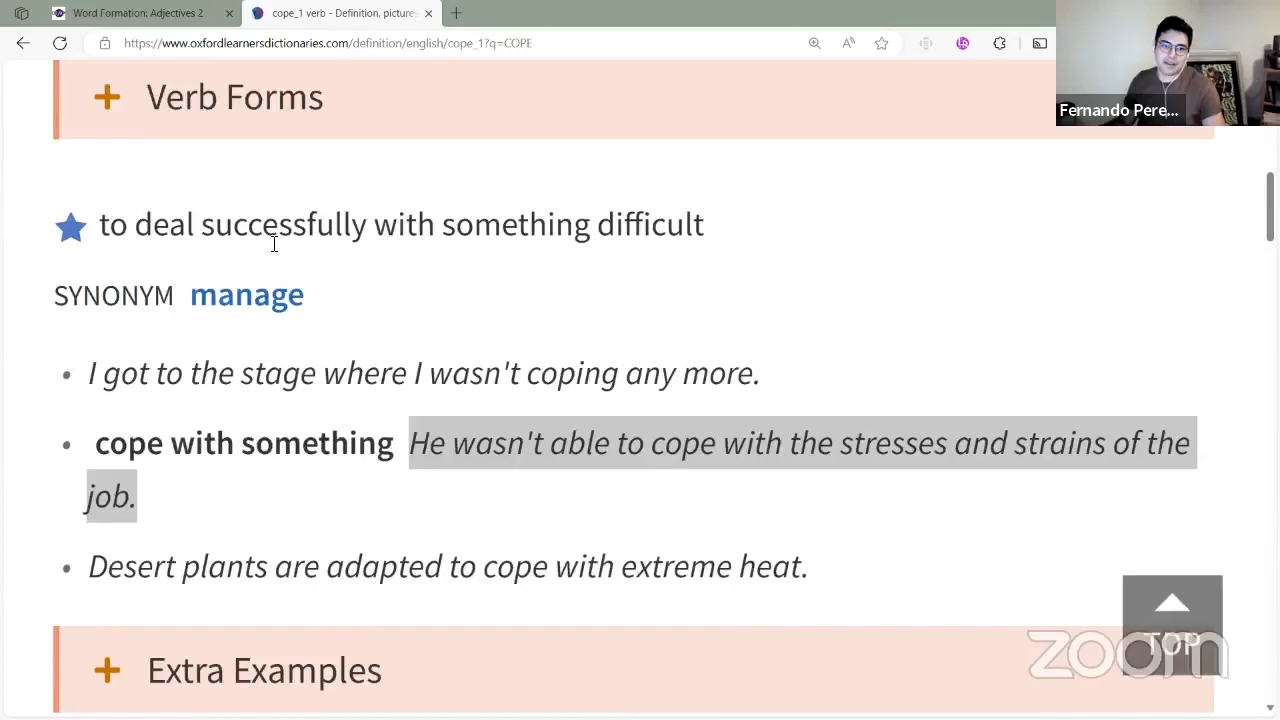 Word Formation: Adjectives 2
cope_1 verb - Definition, picture
https://www.oxfordlearnersdictionaries.com/definition/english/cope_1?q=COPE
Fernando Pere...
+ Verb Forms
to deal successfully with something difficult
SYNONYM manage
• I got to the stage where I wasn't coping any more.
• cope with something He wasn't able to cope with the stresses and strains of the
job.
• Desert plants are adapted to cope with extreme heat.
TOP
zoom
+ Extra Examples